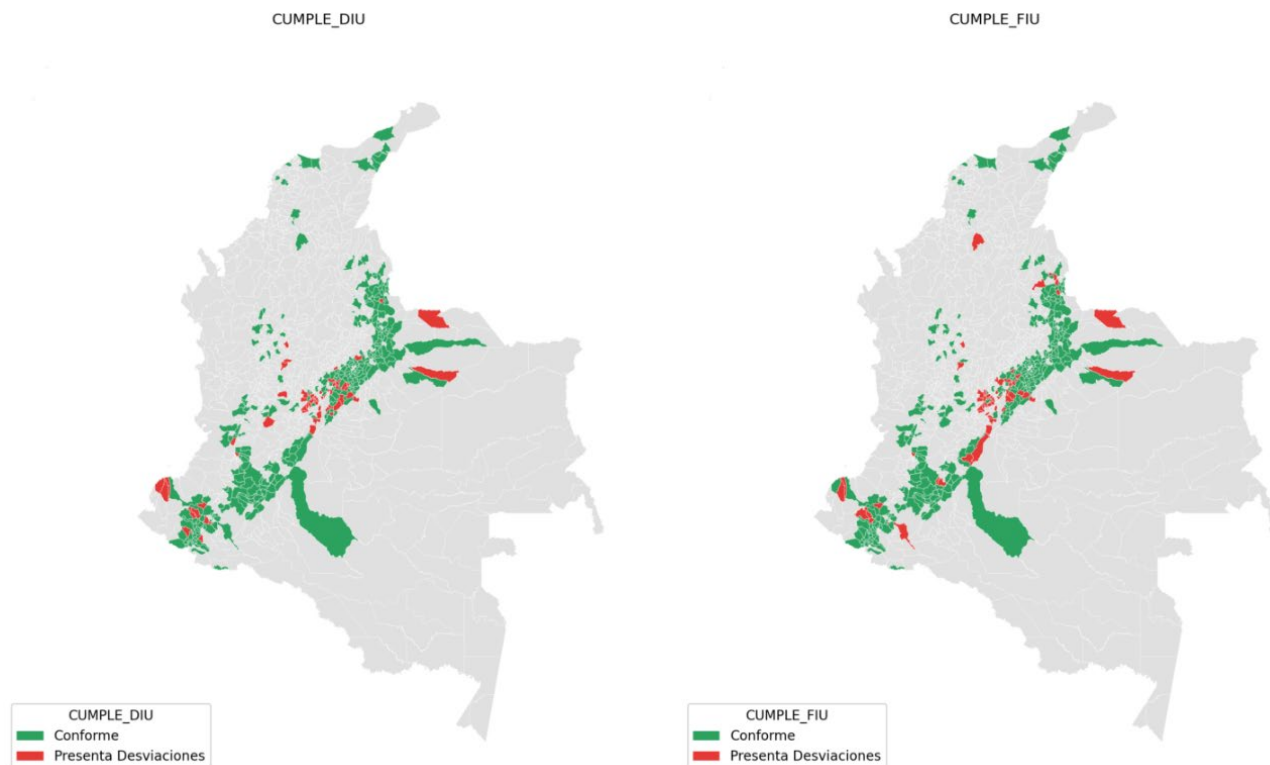 CUMPLE_DIU
CUMPLE_FIU
CUMPLE_DIU
Conforme
Presenta Desviaciones
CUMPLE_FIU
Conforme
Presenta Desviaciones